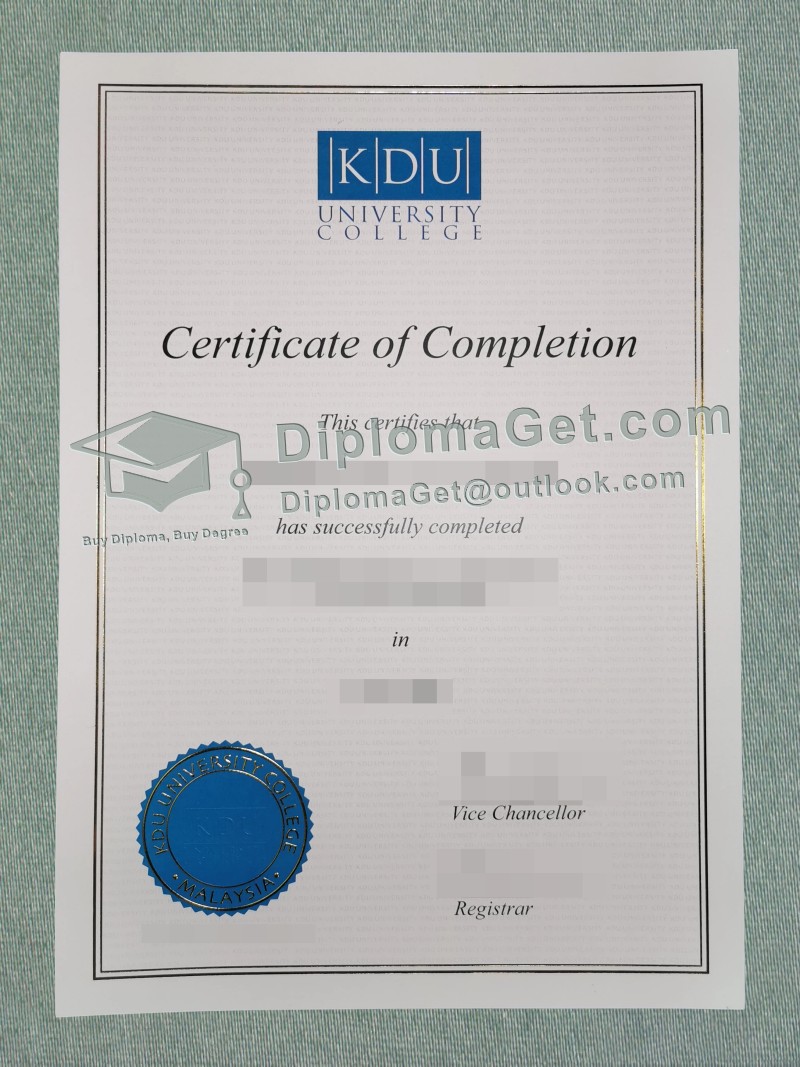 |K|D|U|
UNIVERSITY
COLLEGE
Certificate of Completion
This certifies that
DiplomaGet.com
DiplomaGet@outlook.com
Buy Diploma, Buy Degree
has successfully completed
in
Vice Chancellor
Registrar
KDU UNIVERSITY COLLEGE
• MALAYSIA •